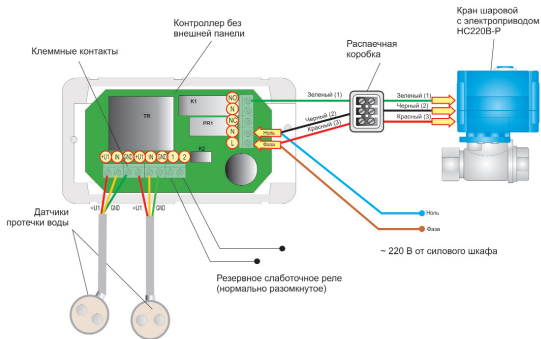 Контроллер без
внешней панели
Клеммные контакты
Распаечная
коробка
Кран шаровой
с электроприводом
HC220B-P
K1
TR
PR1
K2
NO
N
NC
N
L
Ноль
Фаза
Зеленый (1)
Черный (2)
Красный (3)
Зеленый (1)
Черный (2)
Красный (3)
+U1 IN GND +U1 IN GND 1 2
+U1 GND +U1 GND
Датчики
протечки воды
Ноль
Фаза
~ 220 В от силового шкафа
Резервное слаботочное реле
(нормально разомкнутое)